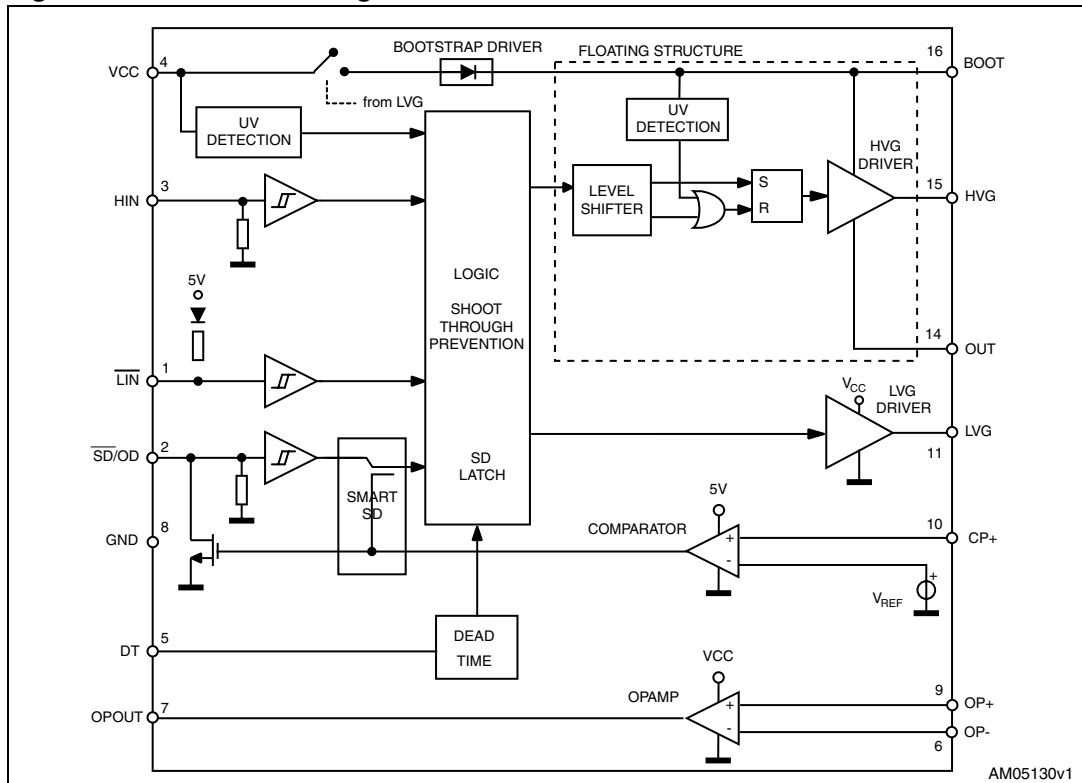 BOOTSTRAP DRIVER
FLOATING STRUCTURE
VCC 4
16 BOOT
from LVG
UV
DETECTION
UV
DETECTION
HVG
DRIVER
HIN 3
LEVEL
SHIFTER
S
R
15 HVG
5V
LOGIC
SHOOT
THROUGH
PREVENTION
14
OUT
LIN 1
VCC
LVG
DRIVER
SD/OD 2
LVG
11
SD
LATCH
SMART
SD
5V
GND 8
COMPARATOR
+
-
10
CP+
+
VREF
DT 5
DEAD
TIME
VCC
OPAMP
+
-
9
OP+
OPOUT 7
OP-
6
AM05130v1